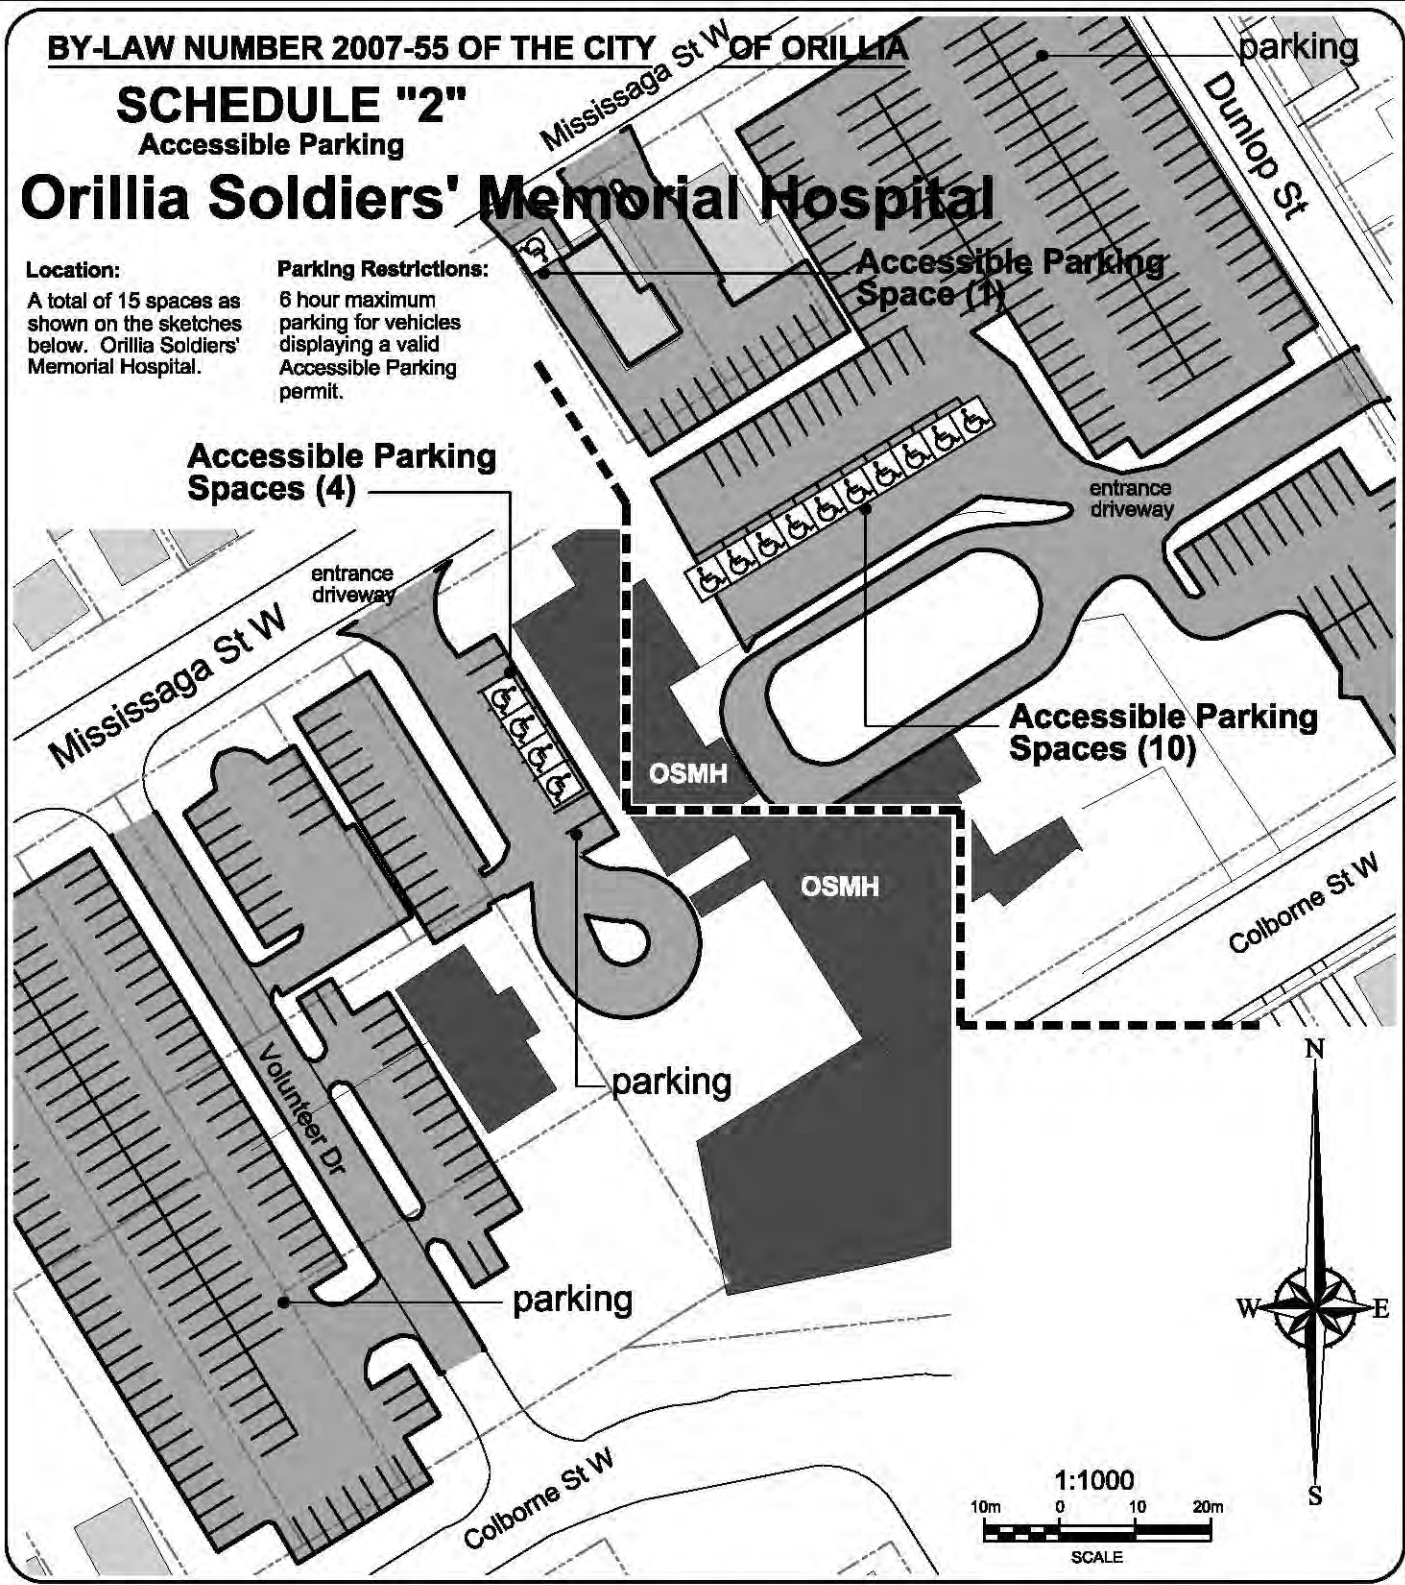 BY-LAW NUMBER 2007-55 OF THE CITY OF ORILLIA
SCHEDULE "2"
Accessible Parking
Orillia Soldiers' Memorial Hospital
Location:
A total of 15 spaces as
shown on the sketches
below. Orillia Soldiers'
Memorial Hospital.
Parking Restrictions:
6 hour maximum
parking for vehicles
displaying a valid
Accessible Parking
permit.
Mississaga St W
parking
Dunlop St
Accessible Parking
Space (1)
Accessible Parking
Spaces (4)
entrance
driveway
entrance
driveway
Mississaga St W
Accessible Parking
Spaces (10)
OSMH
OSMH
Colborne St W
parking
Volunteer Dr
parking
Colborne St W
N
W
E
S
1:1000
10m 0 10 20m
SCALE